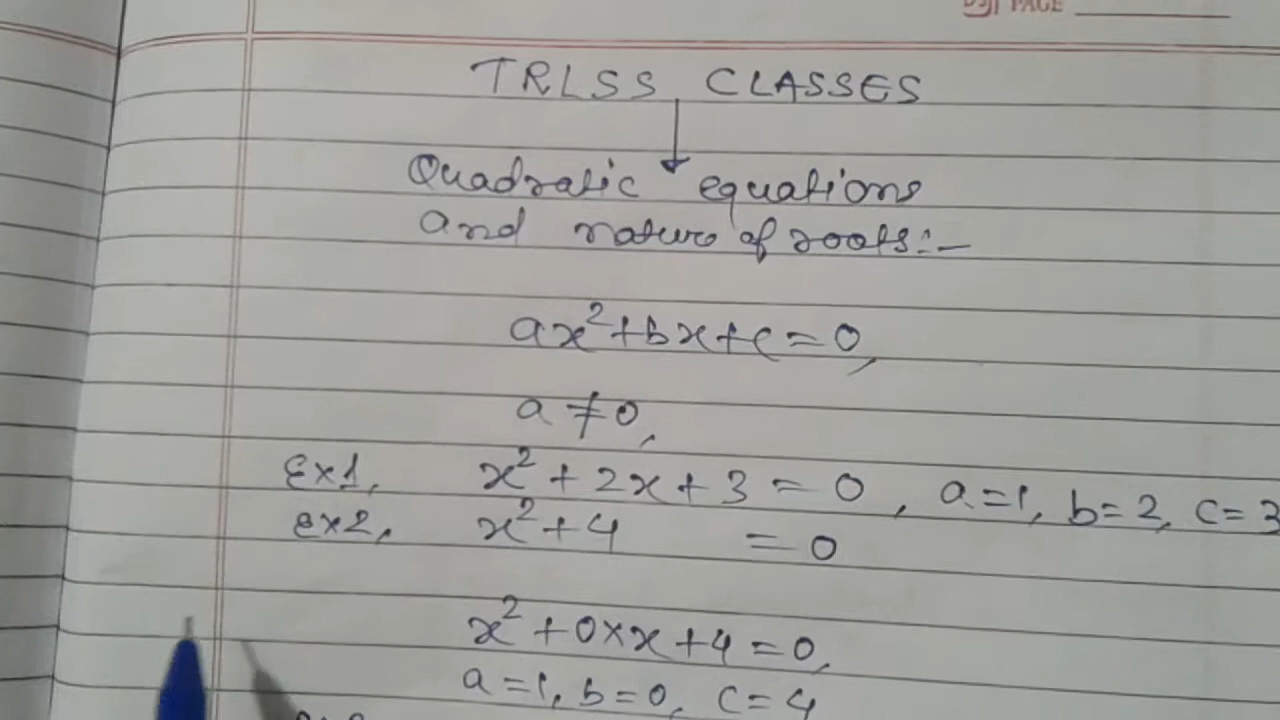 PAGE
TRLSS CLASSES
Quadratic equations
and nature of roots:-
ax²+bx+c=0,
a≠0,
Ex1, x²+2x+3=0, a=1, b=2, c=3
ex2, x²+4 =0
x²+0×x+4=0,
a=1, b=0, c=4